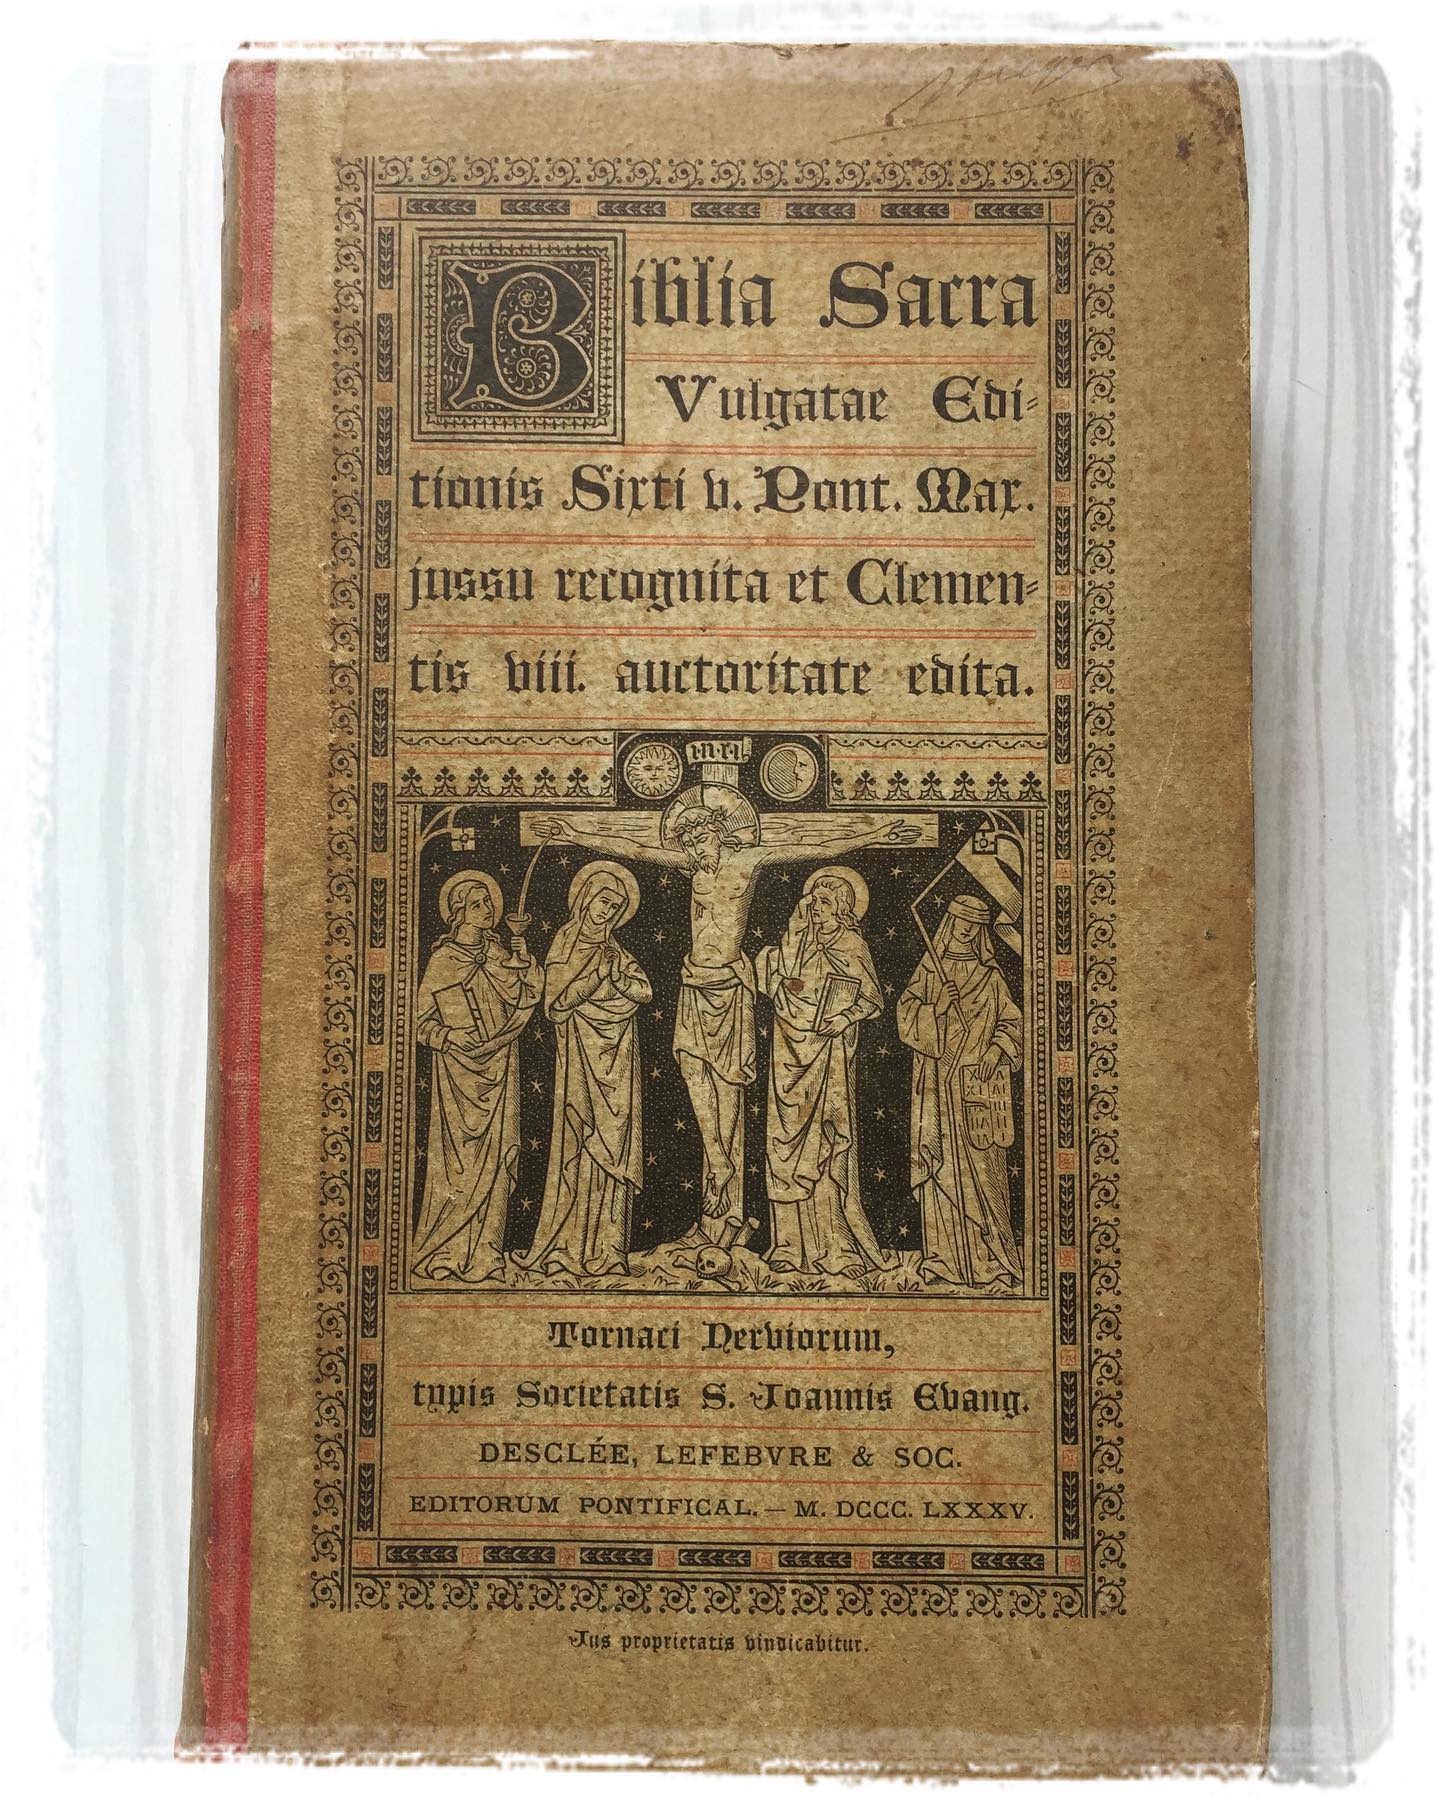 Biblia Sacra
Vulgatae Edi-
tionis Sixti v. Pont. Max.
jussu recognita et Clemen-
tis viii. auctoritate edita.
I.N.R.I.
Tornaci Nerviorum,
typis Societatis S. Joannis Evang.
DESCLÉE, LEFEBVRE & SOC.
EDITORUM PONTIFICAL. — M. DCCC. LXXXV.
Jus proprietatis vindicabitur.